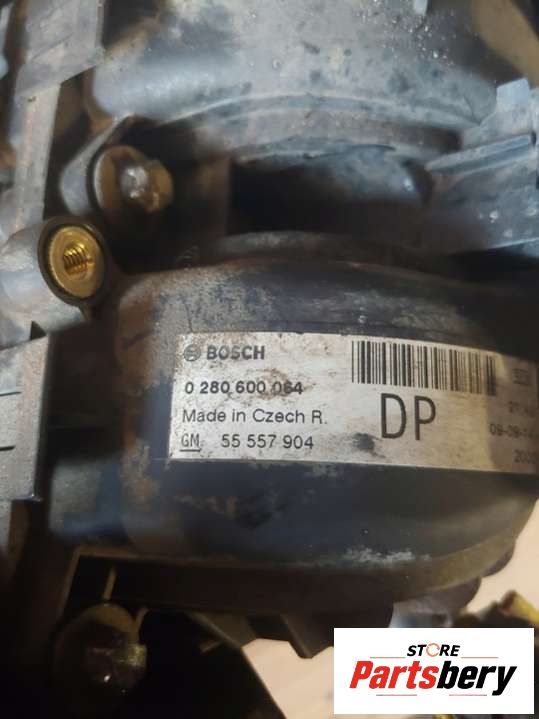 BOSCH
0 280 600 064
Made in Czech R.
GM 55 557 904
DP
STORE
Partsbery